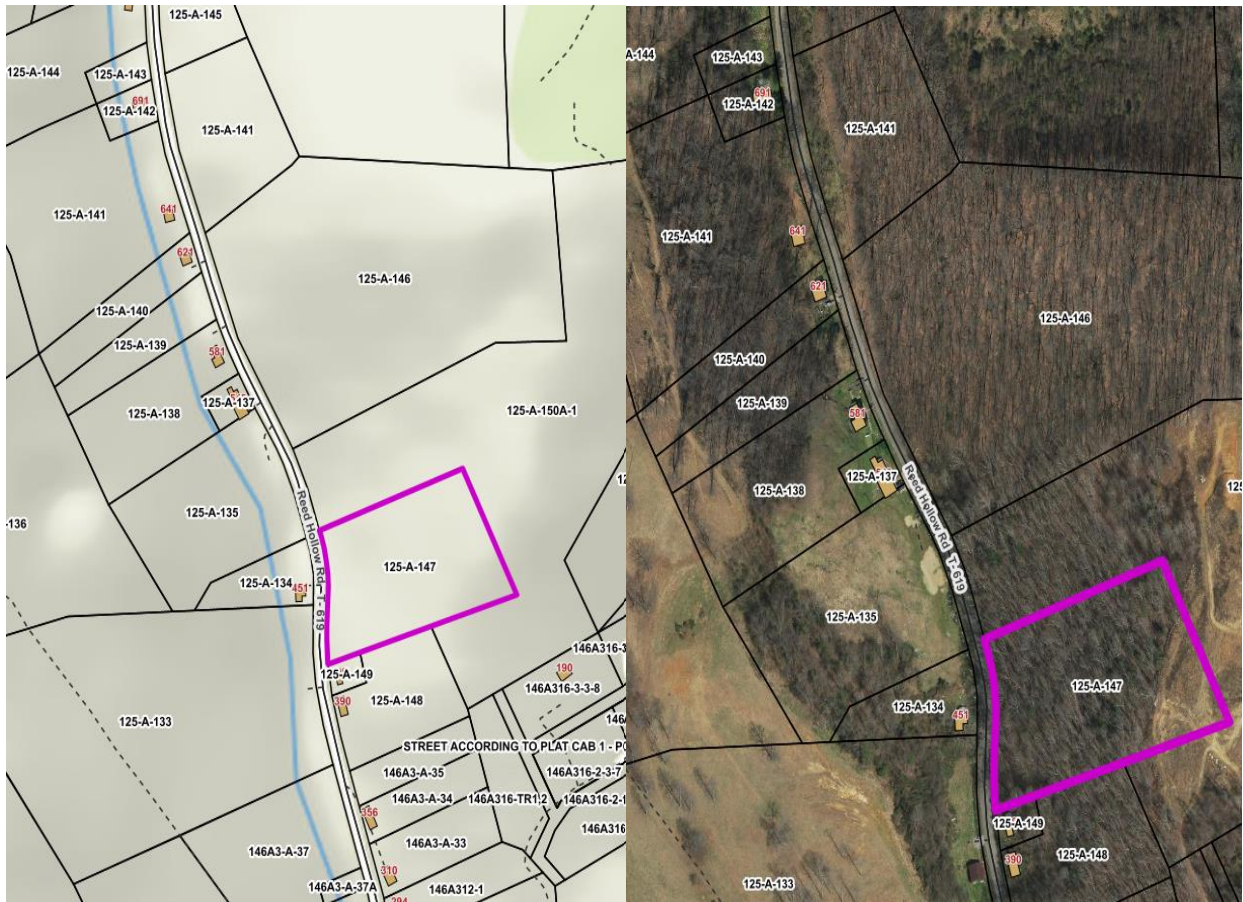 125-A-145
125-A-144
125-A-143
691
125-A-142
125-A-141
641
125-A-141
621
125-A-146
125-A-140
125-A-139
581
125-A-137
125-A-138
125-A-150A-1
125-A-135
-136
Reed Hollow Rd T-619
125-A-147
125-A-134
451
125-A-149
125-A-148
390
125-A-133
190
146A316-3-3-8
STREET ACCORDING TO PLAT CAB 1 - P
146A3-A-35
146A316-2-3-7
146A3-A-34
146A316-TR1,2
146A316-2-1
356
146A3-A-33
146A316
146A3-A-37
310
146A3-A-37A
146A312-1
294
A-144
125-A-143
691
125-A-142
125-A-141
641
125-A-141
621
125-A-146
125-A-140
125-A-139
581
125-A-137
125-A-138
125
Reed Hollow Rd T-619
125-A-135
125-A-147
125-A-134
451
125-A-149
125-A-148
390
125-A-133